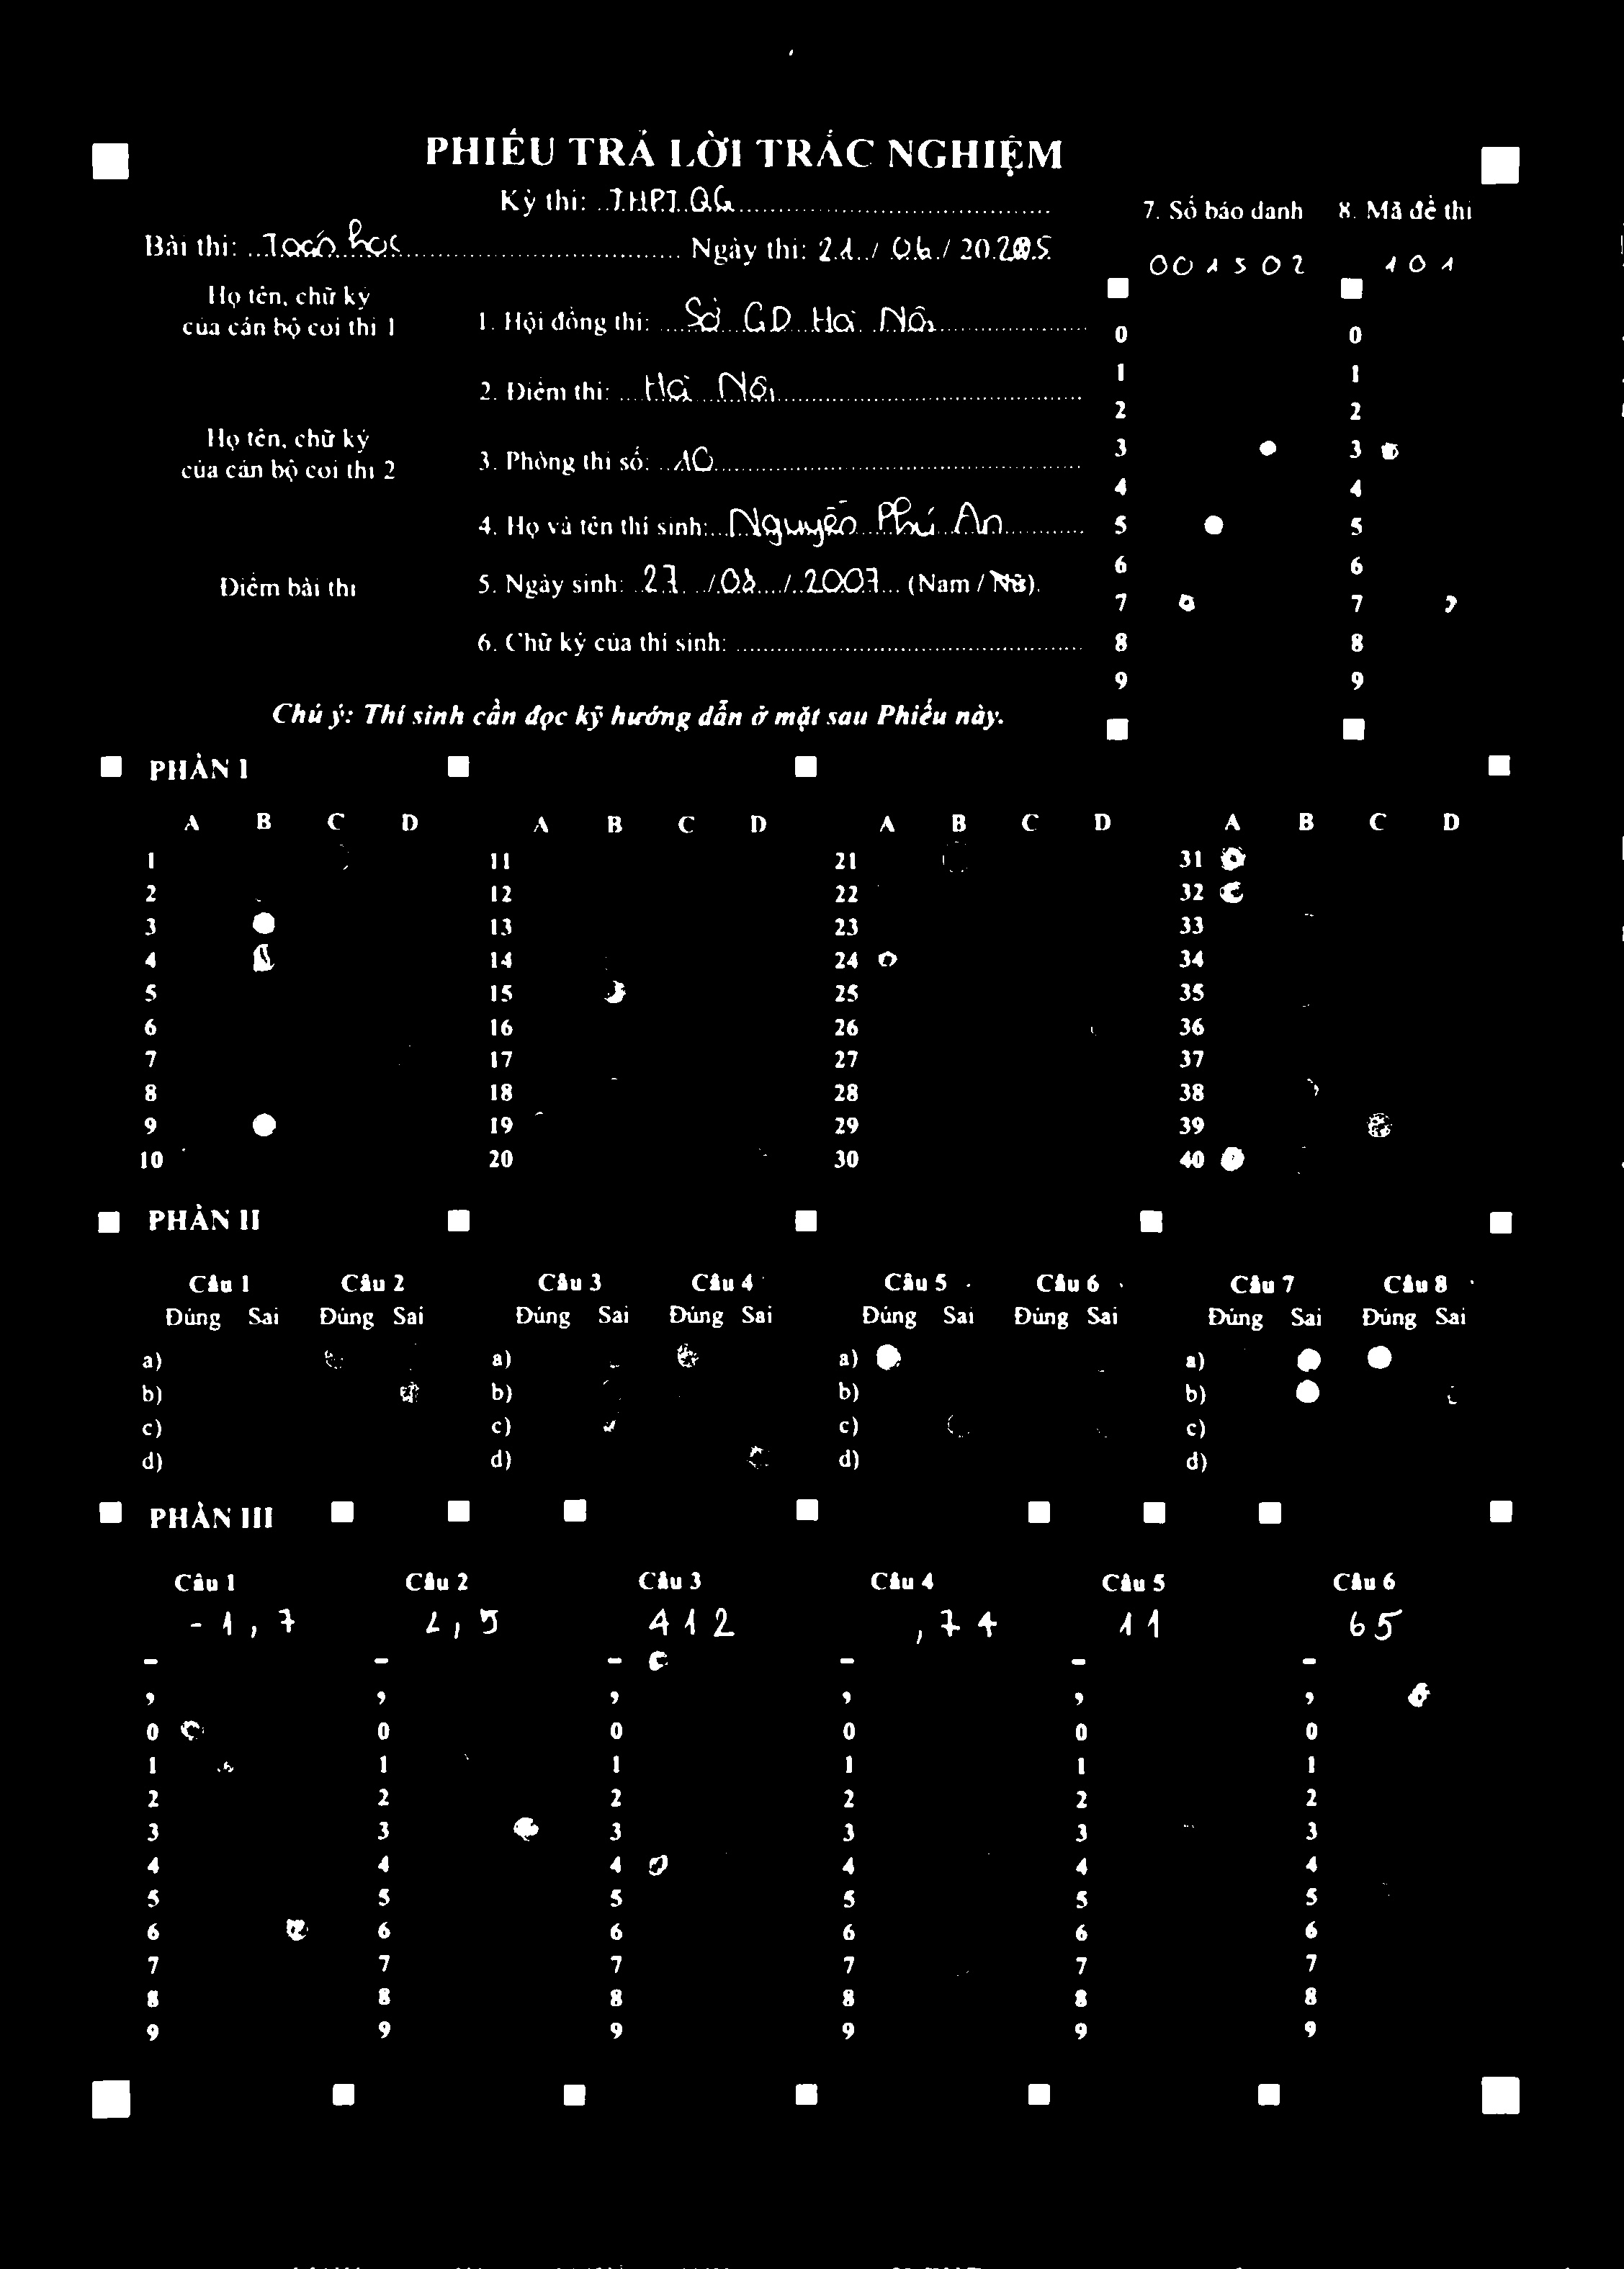 PHIẾU TRẢ LỜI TRẮC NGHIỆM
Kỳ thi: THPT QG
Bài thi: Toán học Ngày thi: 21 / 06 / 2025
7. Số báo danh 8. Mã đề thi
001302 101
Họ tên, chữ ký
của cán bộ coi thi 1
1. Hội đồng thi: Sở GD Hà Nội
2. Điểm thi: Hà Nội
Họ tên, chữ ký
của cán bộ coi thi 2
3. Phòng thi số: 10
4. Họ và tên thí sinh: Nguyễn Phú An
Điểm bài thi
5. Ngày sinh: 27 / 08 / 2007 (Nam / Nữ).
6. Chữ ký của thí sinh:
Chú ý: Thí sinh cần đọc kỹ hướng dẫn ở mặt sau Phiếu này.
0 0
1 1
2 2
3 3
4 4
5 5
6 6
7 7
8 8
9 9
PHẦN I
A B C D A B C D A B C D A B C D
1 11 21 31
2 12 22 32
3 13 23 33
4 14 24 34
5 15 25 35
6 16 26 36
7 17 27 37
8 18 28 38
9 19 29 39
10 20 30 40
PHẦN II
Câu 1 Câu 2 Câu 3 Câu 4 Câu 5 Câu 6 Câu 7 Câu 8
Đúng Sai Đúng Sai Đúng Sai Đúng Sai Đúng Sai Đúng Sai Đúng Sai Đúng Sai
a) a) a) a)
b) b) b) b)
c) c) c) c)
d) d) d) d)
PHẦN III
Câu 1 Câu 2 Câu 3 Câu 4 Câu 5 Câu 6
-1,7 2,5 412 ,74 11 65
- - - - - -
, , , , , ,
0 0 0 0 0 0
1 1 1 1 1 1
2 2 2 2 2 2
3 3 3 3 3 3
4 4 4 4 4 4
5 5 5 5 5 5
6 6 6 6 6 6
7 7 7 7 7 7
8 8 8 8 8 8
9 9 9 9 9 9